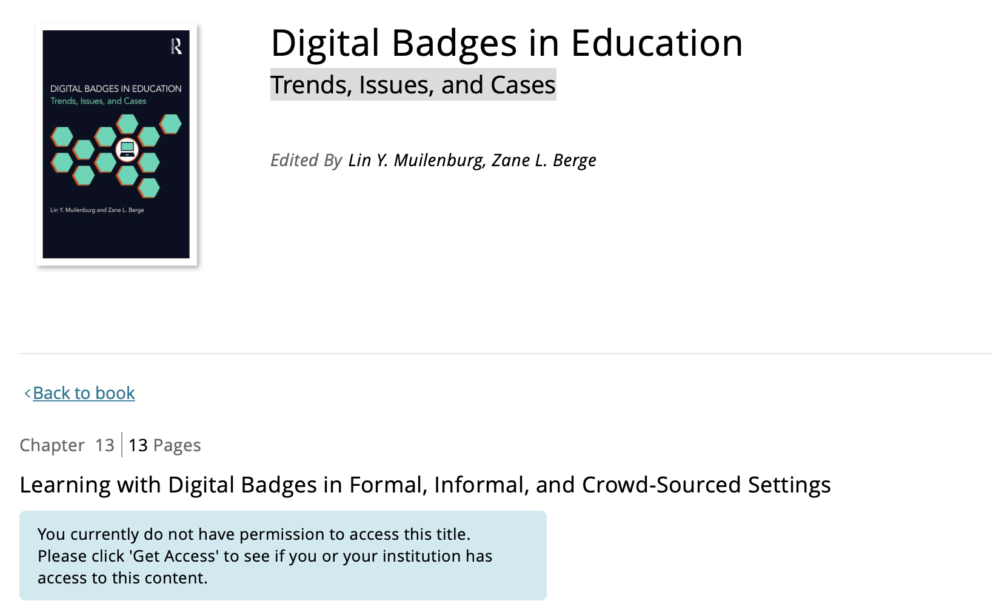 ROUTLEDGE
DIGITAL BADGES IN EDUCATION
Trends, Issues, and Cases
Lin Y. Muilenburg and Zane L. Berge
Digital Badges in Education
Trends, Issues, and Cases
Edited By Lin Y. Muilenburg, Zane L. Berge
<Back to book
Chapter 13 | 13 Pages
Learning with Digital Badges in Formal, Informal, and Crowd-Sourced Settings
You currently do not have permission to access this title.
Please click 'Get Access' to see if you or your institution has
access to this content.